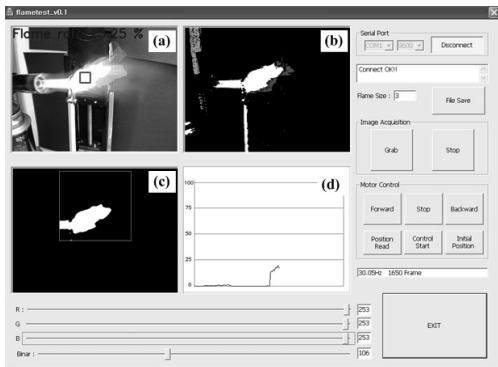 flametest_v0.1
Flame
25 %
(a)
(b)
(c)
(d)
100
75
50
25
0
Serial Port
COM1
9600
Disconnect
Connect OK!!
Flame Size :
3
File Save
Image Acquisition
Grab
Stop
Motor Control
Forward
Stop
Backward
Position
Read
Control
Start
Initial
Position
30.05Hz 1650 Frame
R :
253
G
253
B
253
Binar :
106
EXIT